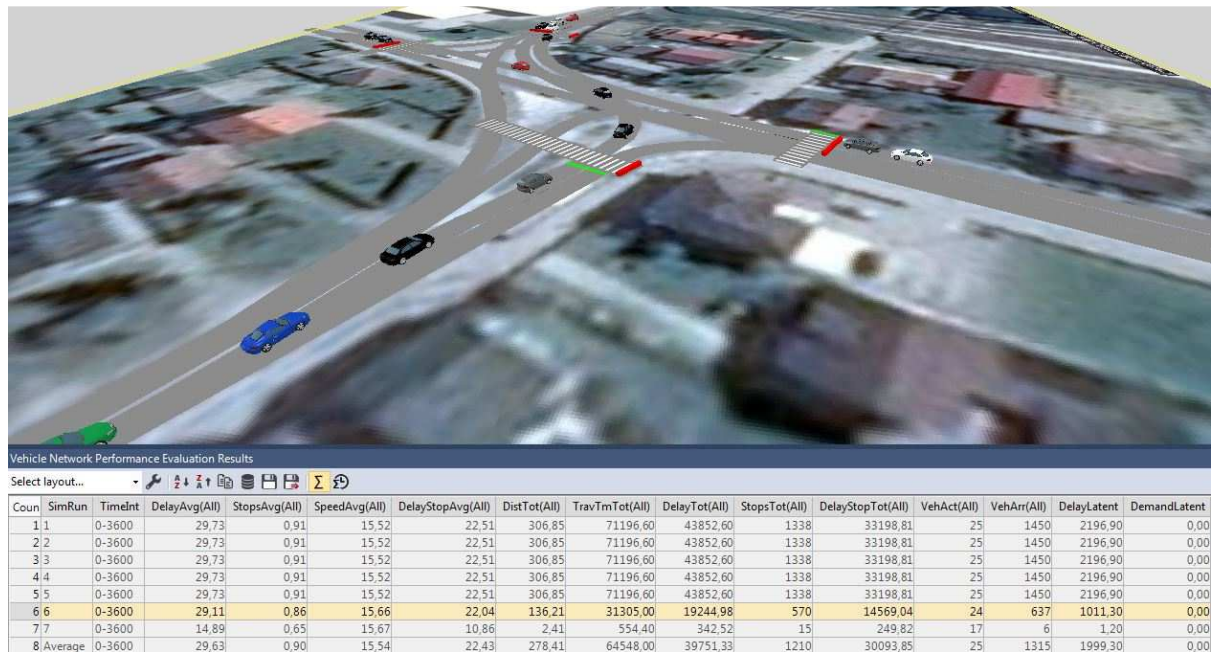 Vehicle Network Performance Evaluation Results
Select layout...
Coun SimRun TimeInt DelayAvg(All) StopsAvg(All) SpeedAvg(All) DelayStopAvg(All) DistTot(All) TravTmTot(All) DelayTot(All) StopsTot(All) DelayStopTot(All) VehAct(All) VehArr(All) DelayLatent DemandLatent
1 1 0-3600 29,73 0,91 15,52 22,51 306,85 71196,60 43852,60 1338 33198,81 25 1450 2196,90 0,00
2 2 0-3600 29,73 0,91 15,52 22,51 306,85 71196,60 43852,60 1338 33198,81 25 1450 2196,90 0,00
3 3 0-3600 29,73 0,91 15,52 22,51 306,85 71196,60 43852,60 1338 33198,81 25 1450 2196,90 0,00
4 4 0-3600 29,73 0,91 15,52 22,51 306,85 71196,60 43852,60 1338 33198,81 25 1450 2196,90 0,00
5 5 0-3600 29,73 0,91 15,52 22,51 306,85 71196,60 43852,60 1338 33198,81 25 1450 2196,90 0,00
6 6 0-3600 29,11 0,86 15,66 22,04 136,21 31305,00 19244,98 570 14569,04 24 637 1011,30 0,00
7 7 0-3600 14,89 0,65 15,67 10,86 2,41 554,40 342,52 15 249,82 17 6 1,20 0,00
8 Average 0-3600 29,63 0,90 15,54 22,43 278,41 64548,00 39751,33 1210 30093,85 25 1315 1999,30 0,00